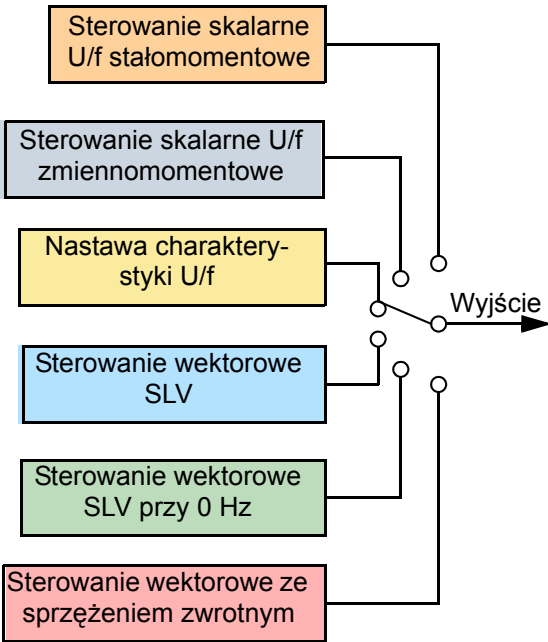 Sterowanie skalarne
U/f stałomomentowe
Sterowanie skalarne U/f
zmiennomomentowe
Nastawa charaktery-
styki U/f
Wyjście
Sterowanie wektorowe
SLV
Sterowanie wektorowe
SLV przy 0 Hz
Sterowanie wektorowe ze
sprzężeniem zwrotnym